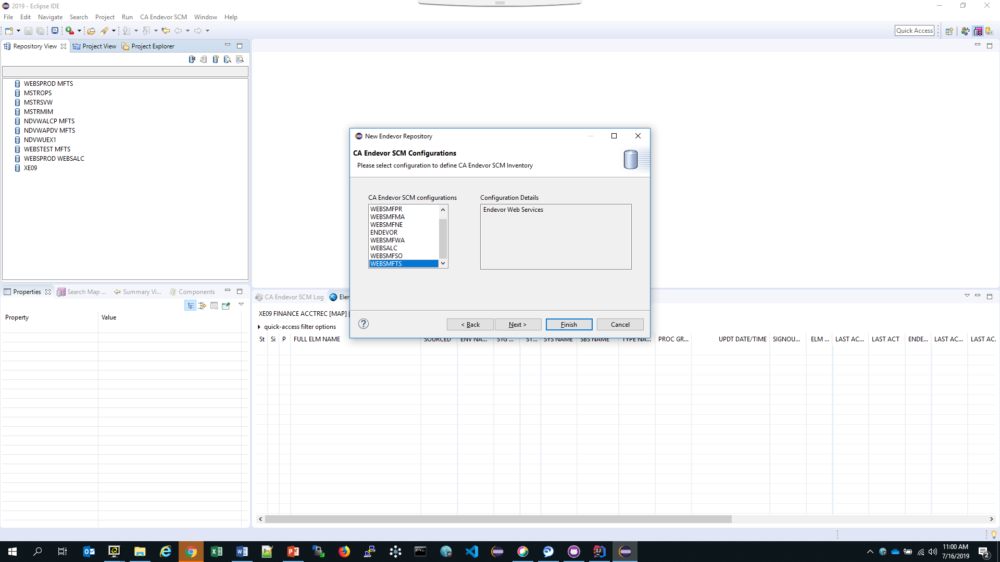 2019 - Eclipse IDE
File Edit Navigate Search Project Run CA Endevor SCM Window Help
Quick Access
Repository View Project View Project Explorer
WEBSPROD MFTS
MSTROPS
MSTRSVW
MSTRMIM
NDVWALCP MFTS
NDVWAPDV MFTS
NDVWUEX1
WEBSTEST MFTS
WEBSPROD WEBSALC
XE09
New Endevor Repository
CA Endevor SCM Configurations
Please select configuration to define CA Endevor SCM Inventory
CA Endevor SCM configurations
WEBSMFPR
WEBSMFMA
WEBSMFNE
ENDEVOR
WEBSMFWA
WEBSALC
WEBSMFSO
WEBSMFTS
Configuration Details
Endevor Web Services
< Back Next > Finish Cancel
Properties Search Map ... Summary Vi... Components
Property Value
CA Endevor SCM Log Elen
XE09 FINANCE ACCTREC [MAP]
quick-access filter options
St Si P FULL ELM NAME SOURCED ENV NA... STG ... ST... SYS NAME SBS NAME TYPE NA... PROC GR... UPDT DATE/TIME SIGNOU... ELM ... LAST AC... LAST ACT ENDE... LAST AC... LAST AC.
11:00 AM
7/16/2019
2